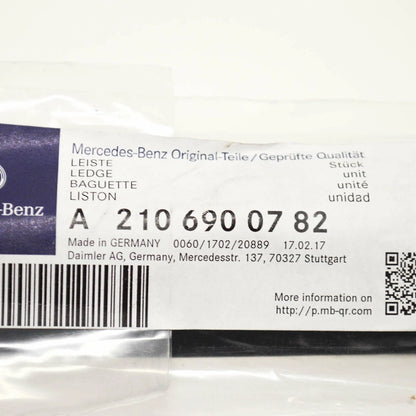 Mercedes-Benz Original-Teile / Geprüfte Qualität
LEISTE Stück
LEDGE unit
BAGUETTE unité
LISTON unidad
-Benz
A 210 690 07 82
Made in GERMANY 0060/1702/20889 17.02.17
Daimler AG, Germany, Mercedesstr. 137, 70327 Stuttgart
More information on
http://p.mb-qr.com/